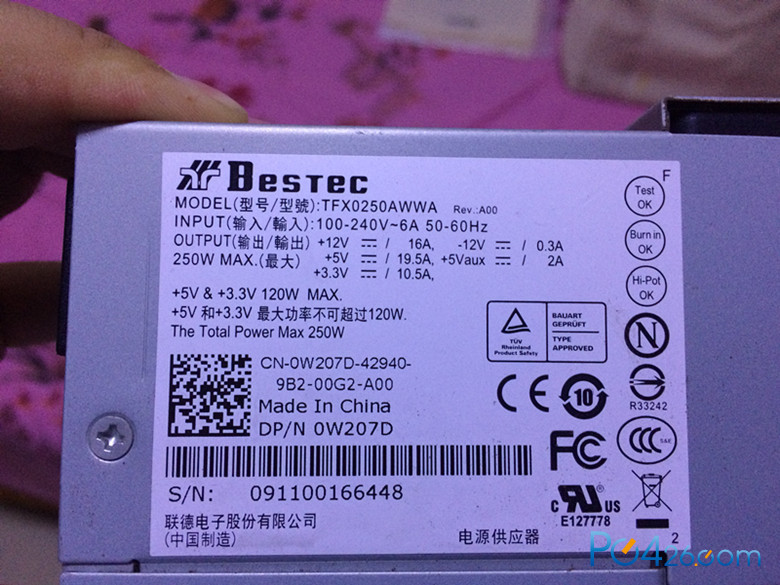 BESTEC
F
MODEL(型号/型號):TFX0250AWWA Rev.:A00
INPUT(输入/輸入):100-240V~6A 50-60Hz
OUTPUT(输出/輸出) +12V ⎓ / 16A, -12V ⎓ / 0.3A
250W MAX.(最大) +5V ⎓ / 19.5A, +5Vaux ⎓ / 2A
+3.3V ⎓ / 10.5A,
+5V & +3.3V 120W MAX.
+5V 和+3.3V 最大功率不可超过120W.
The Total Power Max 250W
Test
OK
Burn in
OK
Hi-Pot
OK
TÜV
Rheinland
Product Safety
BAUART
GEPRÜFT
TYPE
APPROVED
N
S
R33242
CN-0W207D-42940-
9B2-00G2-A00
Made In China
DP/N 0W207D
CE
10
FC
CCC
S&E
S/N: 091100166448
c RU US
E127778
联德电子股份有限公司
(中国制造)
电源供应器
2
PC426.com